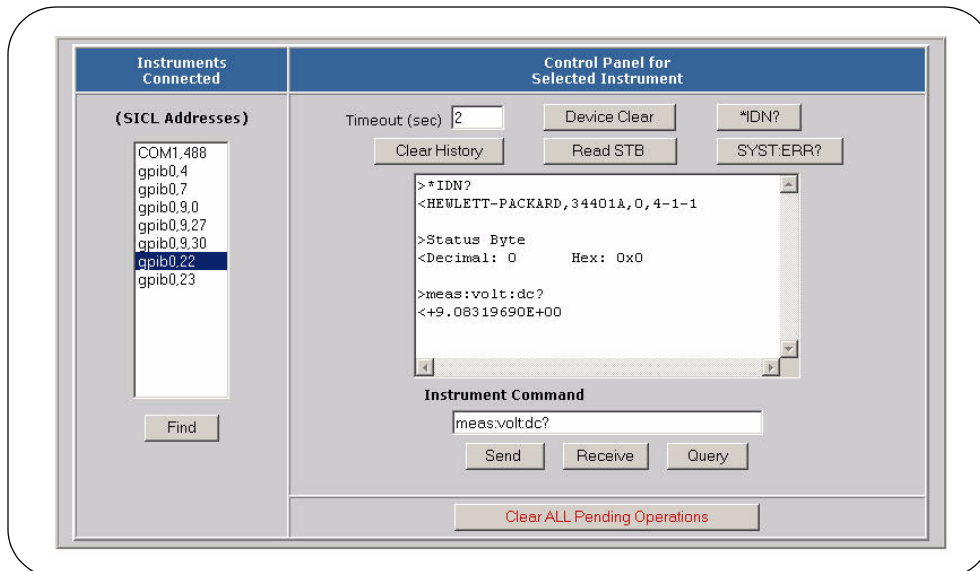 Instruments
Connected
(SICL Addresses)
COM1,488
gpib0,4
gpib0,7
gpib0,9,0
gpib0,9,27
gpib0,9,30
gpib0,22
gpib0,23
Find
Control Panel for
Selected Instrument
Timeout (sec) 2 Device Clear *IDN?
Clear History Read STB SYST:ERR?
>*IDN?
<HEWLETT-PACKARD,34401A,0,4-1-1
>Status Byte
<Decimal: 0 Hex: 0x0
>meas:volt:dc?
<+9.08319690E+00
Instrument Command
meas:volt:dc?
Send Receive Query
Clear ALL Pending Operations